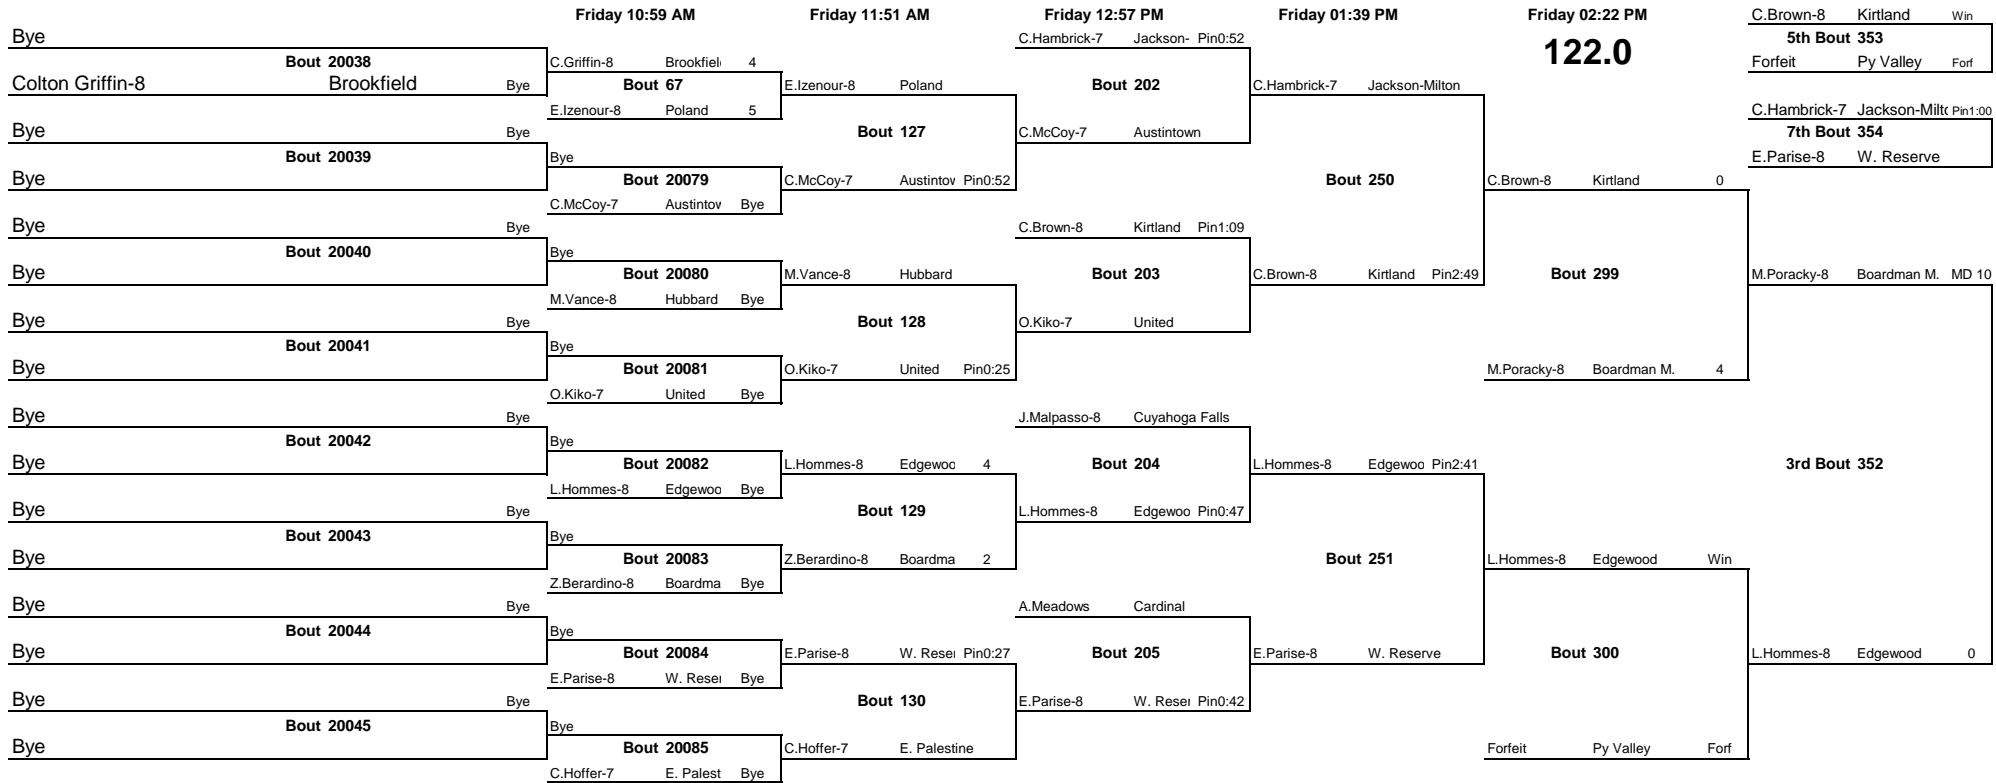 Friday 10:59 AM Friday 11:51 AM Friday 12:57 PM Friday 01:39 PM Friday 02:22 PM
122.0
Bye
Bout 20038
Colton Griffin-8 Brookfield Bye
Bye Bye
Bout 20039
Bye
Bye Bye
Bout 20040
Bye
Bye Bye
Bout 20041
Bye
Bye Bye
Bout 20042
Bye
Bye Bye
Bout 20043
Bye
Bye Bye
Bout 20044
Bye
Bye Bye
Bout 20045
Bye
C.Griffin-8 Brookfiel 4
Bout 67
E.Izenour-8 Poland 5
Bye
Bout 20079
C.McCoy-7 Austintov Bye
Bye
Bout 20080
M.Vance-8 Hubbard Bye
Bye
Bout 20081
O.Kiko-7 United Bye
Bye
Bout 20082
L.Hommes-8 Edgewoo Bye
Bye
Bout 20083
Z.Berardino-8 Boardma Bye
Bye
Bout 20084
E.Parise-8 W. Reser Bye
Bye
Bout 20085
C.Hoffer-7 E. Palest Bye
E.Izenour-8 Poland
Bout 127
C.McCoy-7 Austintov Pin0:52
M.Vance-8 Hubbard
Bout 128
O.Kiko-7 United Pin0:25
L.Hommes-8 Edgewoo 4
Bout 129
Z.Berardino-8 Boardma 2
E.Parise-8 W. Reser Pin0:27
Bout 130
C.Hoffer-7 E. Palestine
C.Hambrick-7 Jackson- Pin0:52
Bout 202
C.McCoy-7 Austintown
C.Brown-8 Kirtland Pin1:09
Bout 203
O.Kiko-7 United
J.Malpasso-8 Cuyahoga Falls
Bout 204
L.Hommes-8 Edgewoo Pin0:47
A.Meadows Cardinal
Bout 205
E.Parise-8 W. Reser Pin0:42
C.Hambrick-7 Jackson-Milton
Bout 250
C.Brown-8 Kirtland Pin2:49
L.Hommes-8 Edgewoo Pin2:41
Bout 251
E.Parise-8 W. Reserve
C.Brown-8 Kirtland 0
Bout 299
M.Poracky-8 Boardman M. 4
L.Hommes-8 Edgewood Win
Bout 300
Forfeit Py Valley Forf
C.Brown-8 Kirtland Win
5th Bout 353
Forfeit Py Valley Forf
C.Hambrick-7 Jackson-Milt Pin1:00
7th Bout 354
E.Parise-8 W. Reserve
M.Poracky-8 Boardman M. MD 10
3rd Bout 352
L.Hommes-8 Edgewood 0